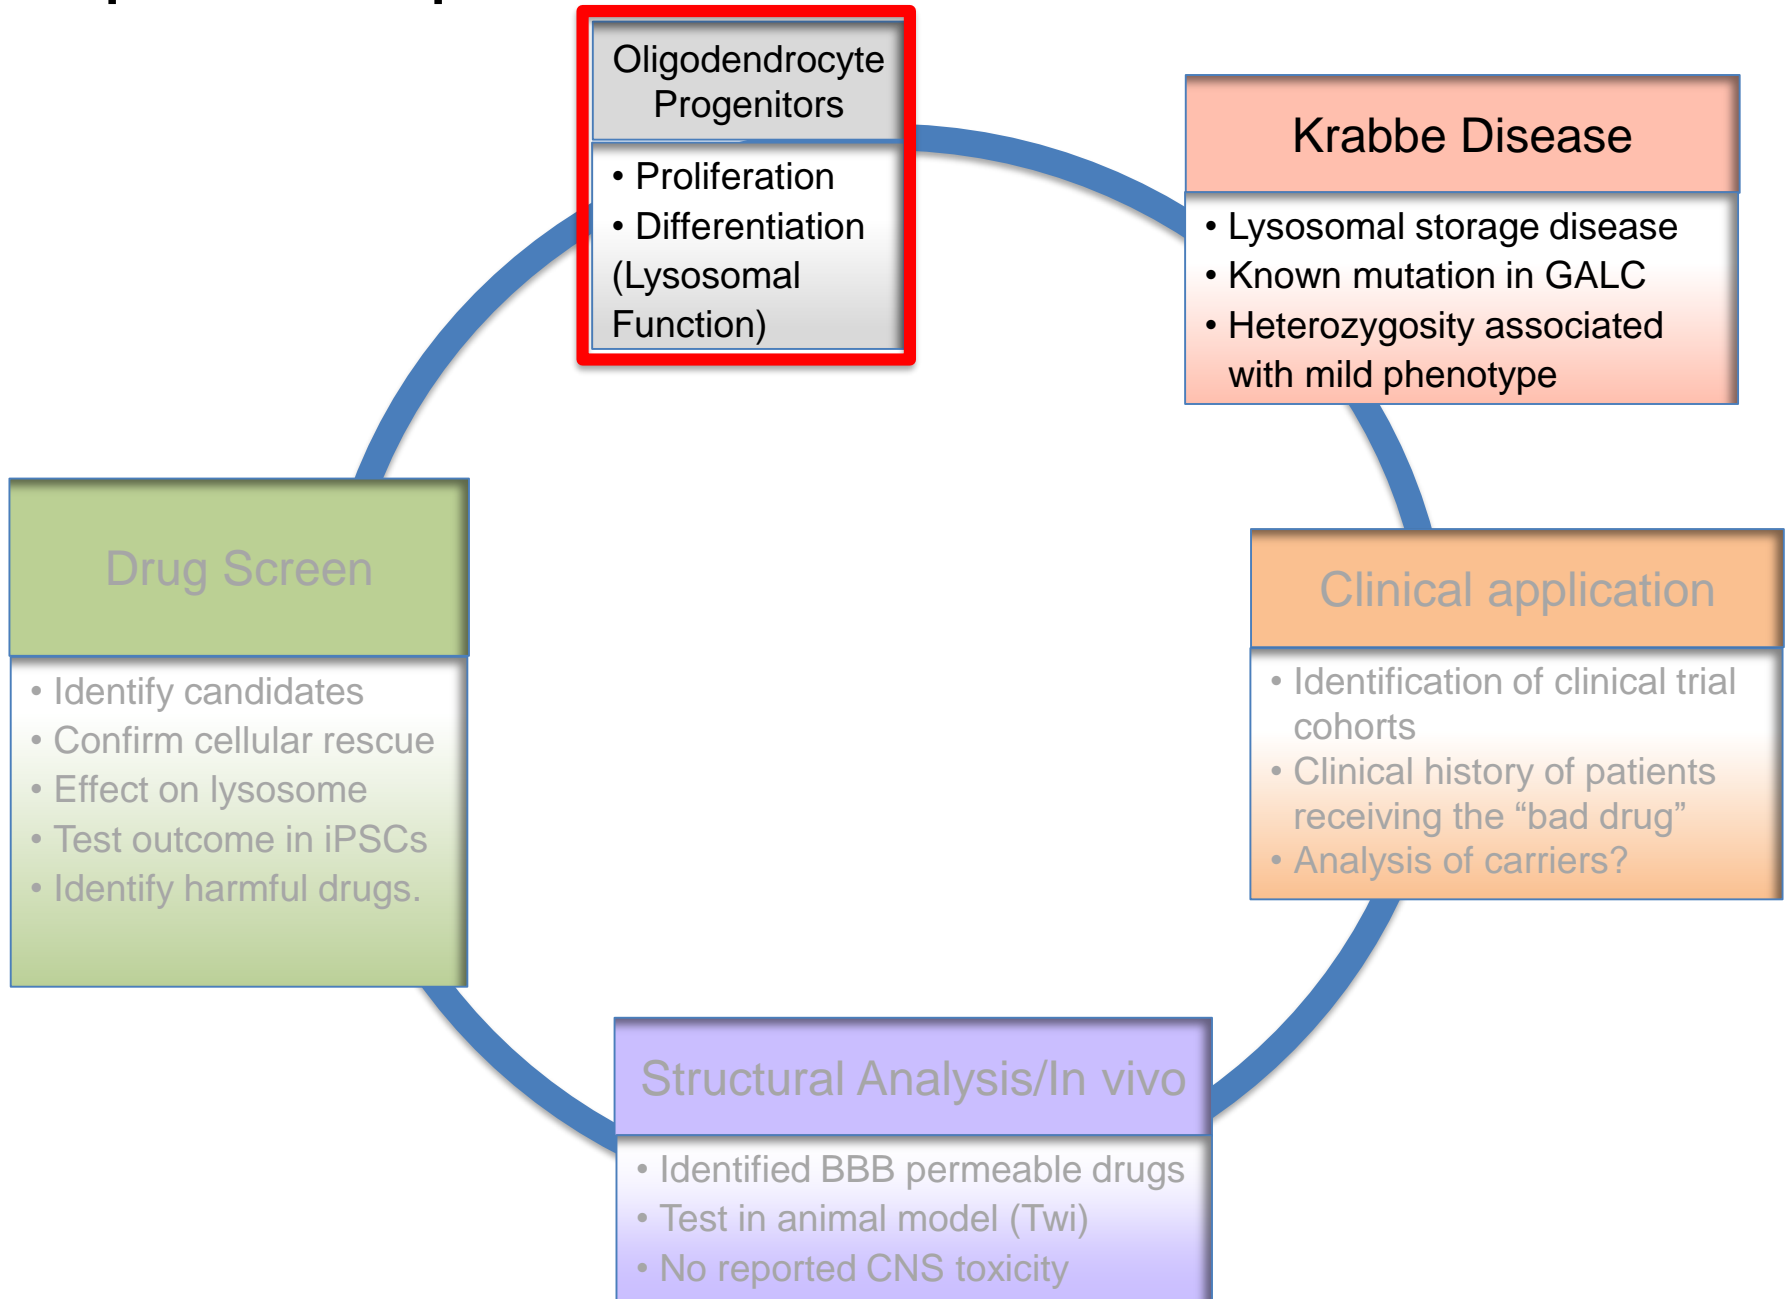 Oligodendrocyte
Progenitors
• Proliferation
• Differentiation
(Lysosomal
Function)
Krabbe Disease
• Lysosomal storage disease
• Known mutation in GALC
• Heterozygosity associated
with mild phenotype
Drug Screen
• Identify candidates
• Confirm cellular rescue
• Effect on lysosome
• Test outcome in iPSCs
• Identify harmful drugs.
Clinical application
• Identification of clinical trial
cohorts
• Clinical history of patients
receiving the “bad drug”
• Analysis of carriers?
Structural Analysis/In vivo
• Identified BBB permeable drugs
• Test in animal model (Twi)
• No reported CNS toxicity